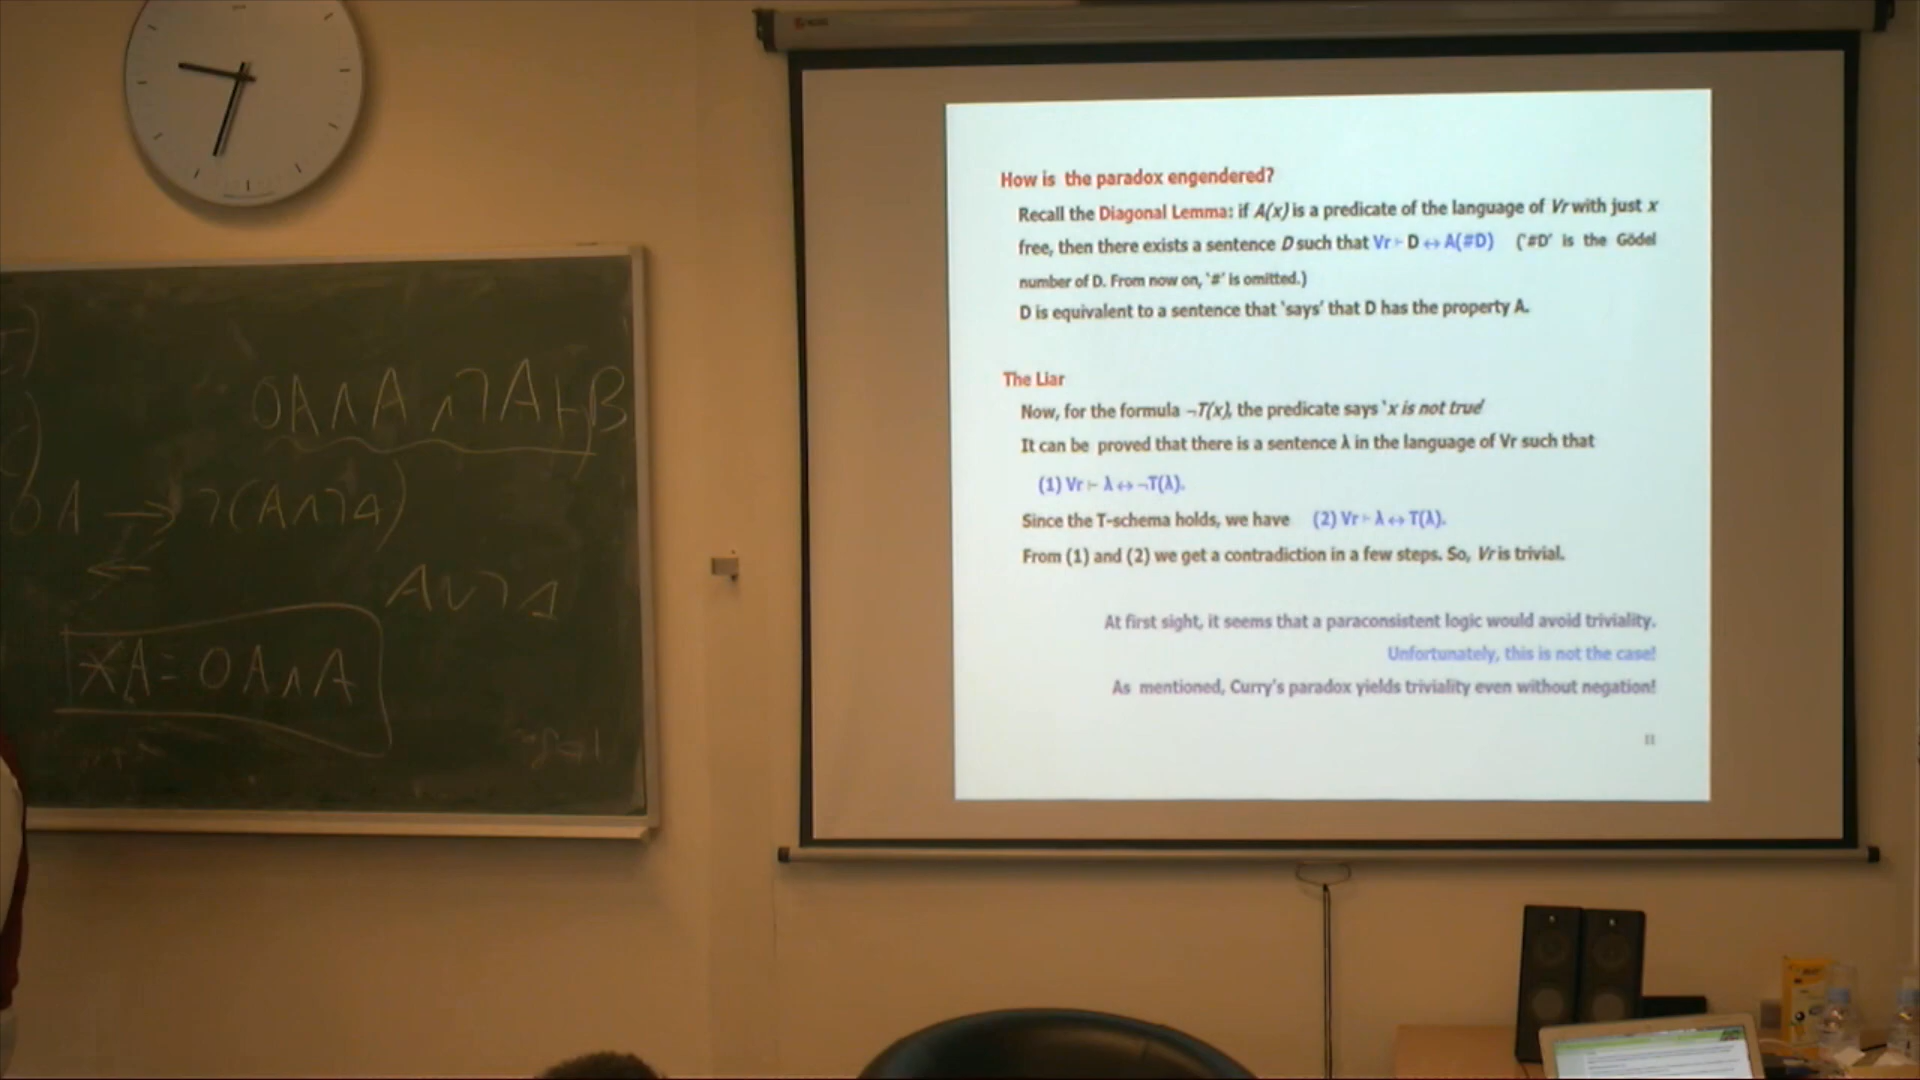 ○A∧A∧¬A⊢B
○A → ¬(A∧¬A)
←
A∨¬A
*A = ○A∧A
How is the paradox engendered?
Recall the Diagonal Lemma: if A(x) is a predicate of the language of Vr with just x
free, then there exists a sentence D such that Vr ⊢ D ↔ A(#D) ('#D' is the Gödel
number of D. From now on, '#' is omitted.)
D is equivalent to a sentence that 'says' that D has the property A.
The Liar
Now, for the formula ¬T(x), the predicate says 'x is not true'
It can be proved that there is a sentence λ in the language of Vr such that
(1) Vr ⊢ λ ↔ ¬T(λ).
Since the T-schema holds, we have (2) Vr ⊢ λ ↔ T(λ).
From (1) and (2) we get a contradiction in a few steps. So, Vr is trivial.
At first sight, it seems that a paraconsistent logic would avoid triviality.
Unfortunately, this is not the case!
As mentioned, Curry's paradox yields triviality even without negation!
11